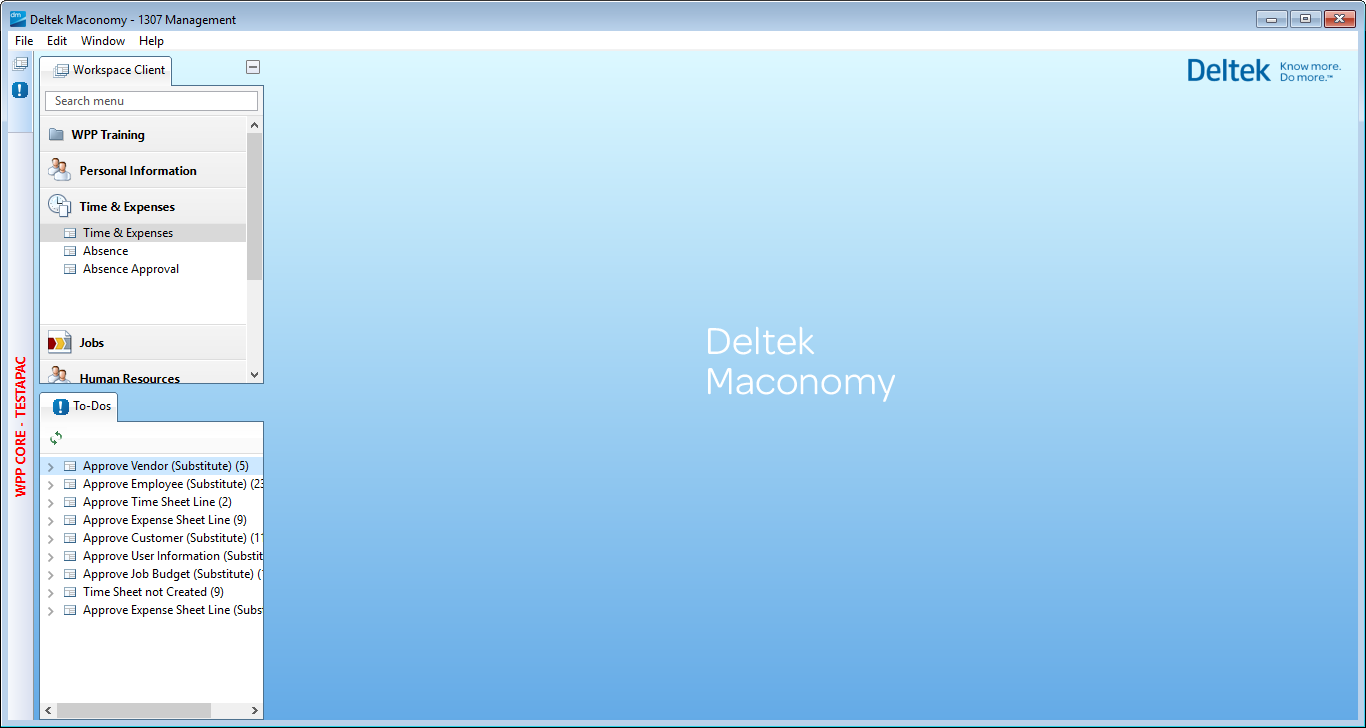 Deltek Maconomy - 1307 Management
File Edit Window Help
Workspace Client
Search menu
WPP Training
Personal Information
Time & Expenses
Time & Expenses
Absence
Absence Approval
Jobs
Human Resources
To-Dos
Approve Vendor (Substitute) (5)
Approve Employee (Substitute) (23
Approve Time Sheet Line (2)
Approve Expense Sheet Line (9)
Approve Customer (Substitute) (11
Approve User Information (Substit
Approve Job Budget (Substitute) (
Time Sheet not Created (9)
Approve Expense Sheet Line (Subs
WPP CORE - TESTAPAC
Deltek Know more.
Do more.™
Deltek
Maconomy